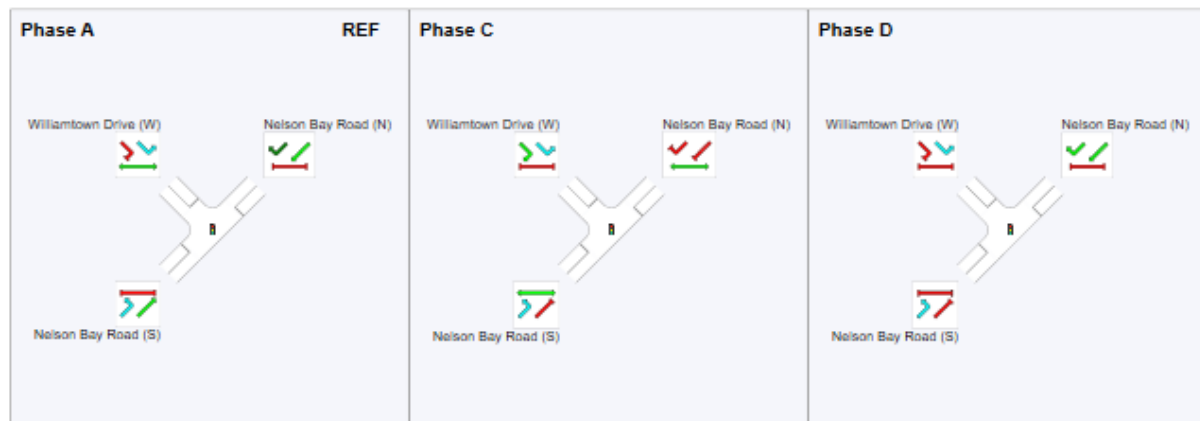 Phase A REF
Williamtown Drive (W) Nelson Bay Road (N)
Nelson Bay Road (S)
Phase C
Williamtown Drive (W) Nelson Bay Road (N)
Nelson Bay Road (S)
Phase D
Williamtown Drive (W) Nelson Bay Road (N)
Nelson Bay Road (S)